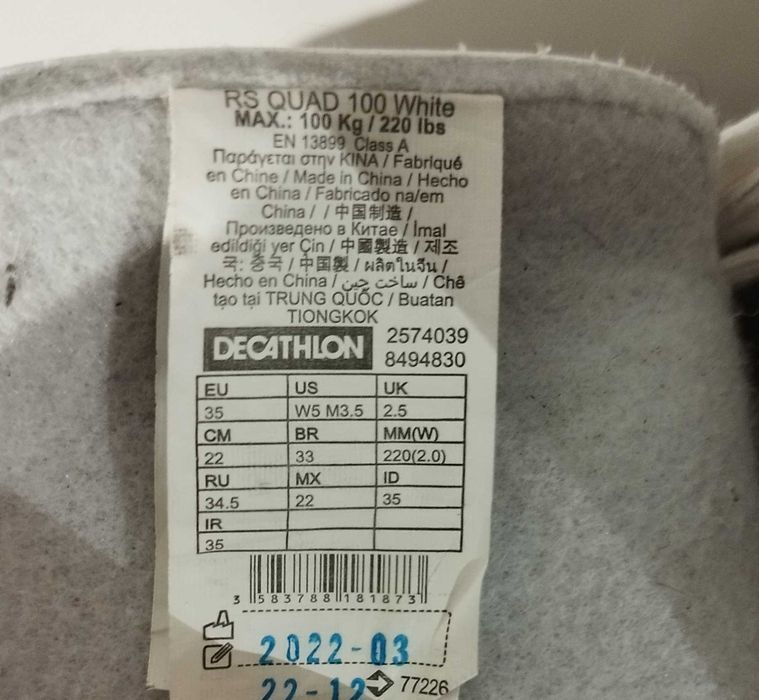 RS QUAD 100 White
MAX.: 100 Kg / 220 lbs
EN 13899 Class A
Παράγεται στην ΚΙΝΑ / Fabriqué
en Chine / Made in China / Hecho
en China / Fabricado na/em
China / / 中国制造 /
Произведено в Китае / İmal
edildiği yer Çin / 中國製造 / 제조
국: 중국 / 中国製 / ผลิตในจีน /
Hecho en China / ساخت چین / Chế
tạo tại TRUNG QUỐC / Buatan
TIONGKOK
DECATHLON 2574039
8494830
EU US UK
35 W5 M3.5 2.5
CM BR MM(W)
22 33 220(2.0)
RU MX ID
34.5 22 35
IR
35
3 583788 181873
2022-03
22-12 77226